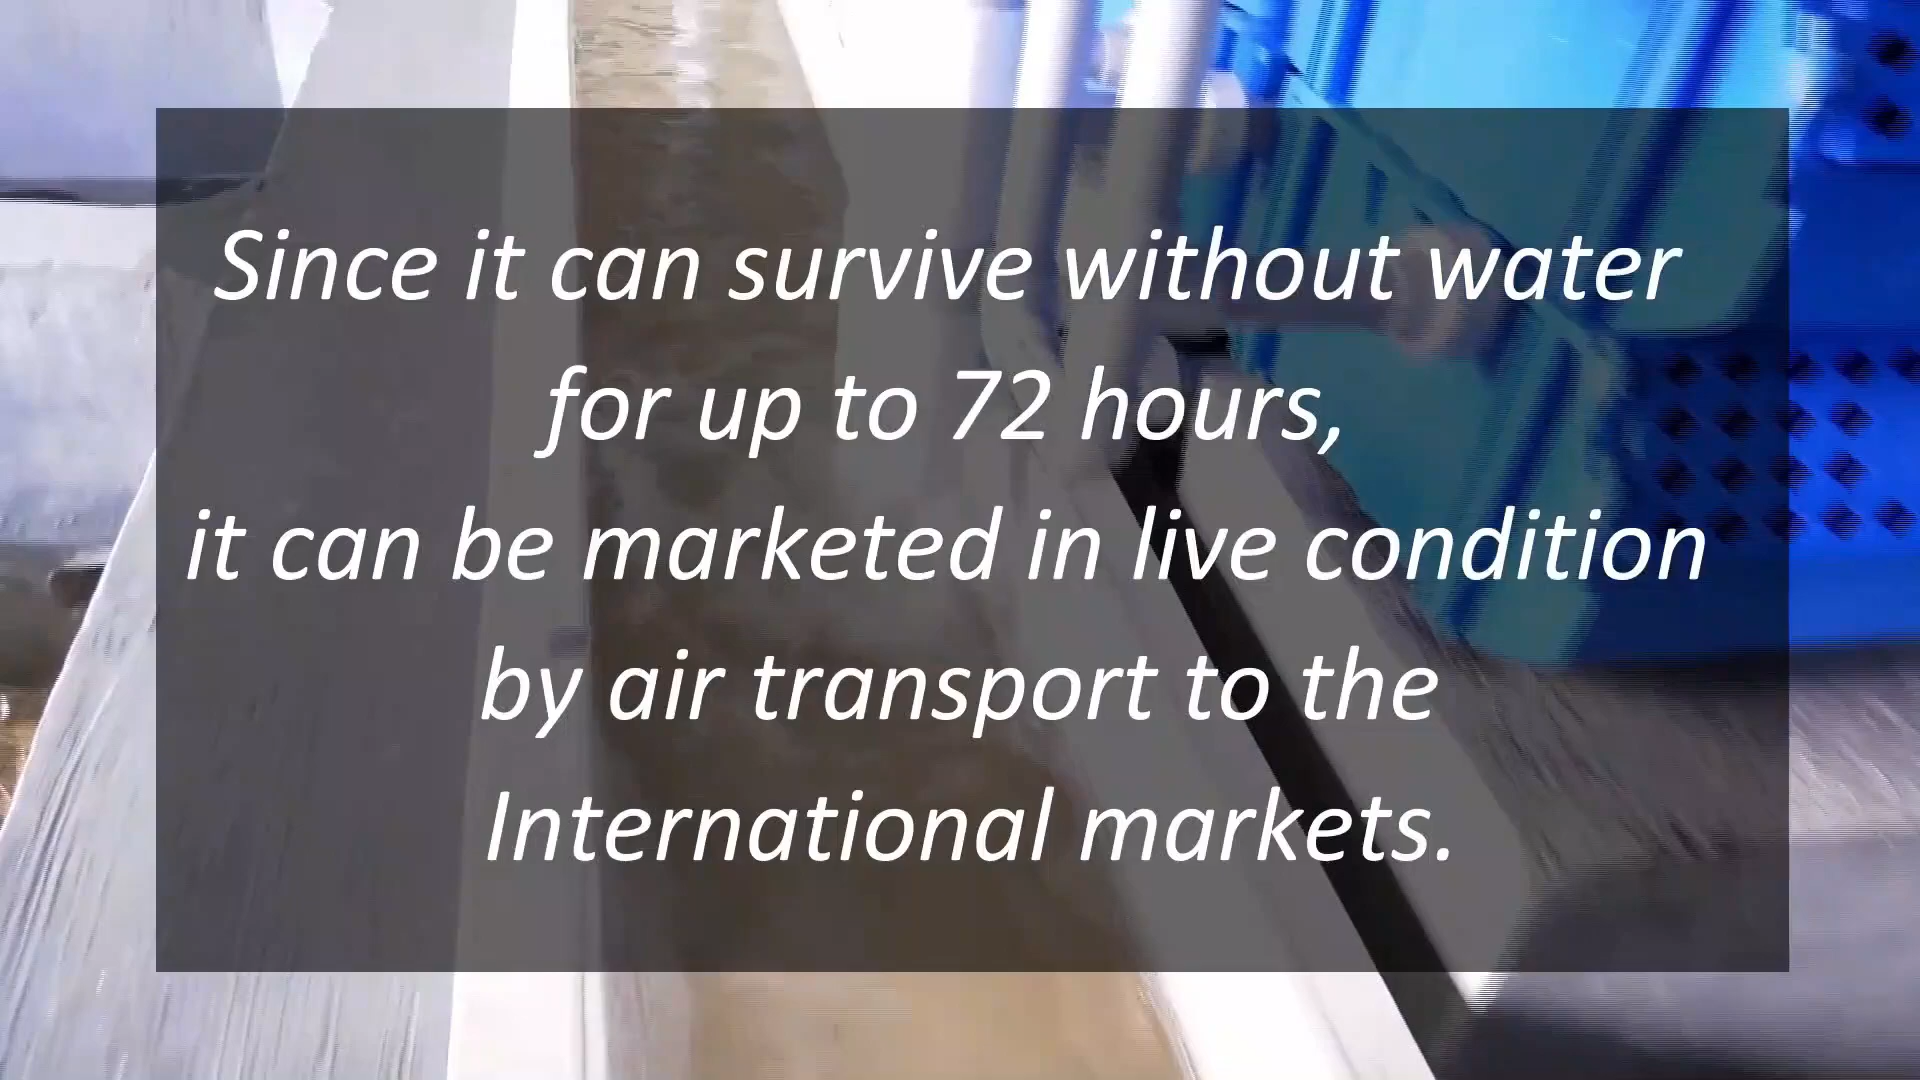 Since it can survive without water
for up to 72 hours,
it can be marketed in live condition
by air transport to the
International markets.